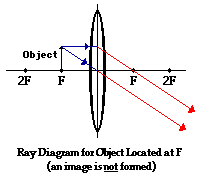 Object
2F F F 2F
Ray Diagram for Object Located at F
(an image is not formed)